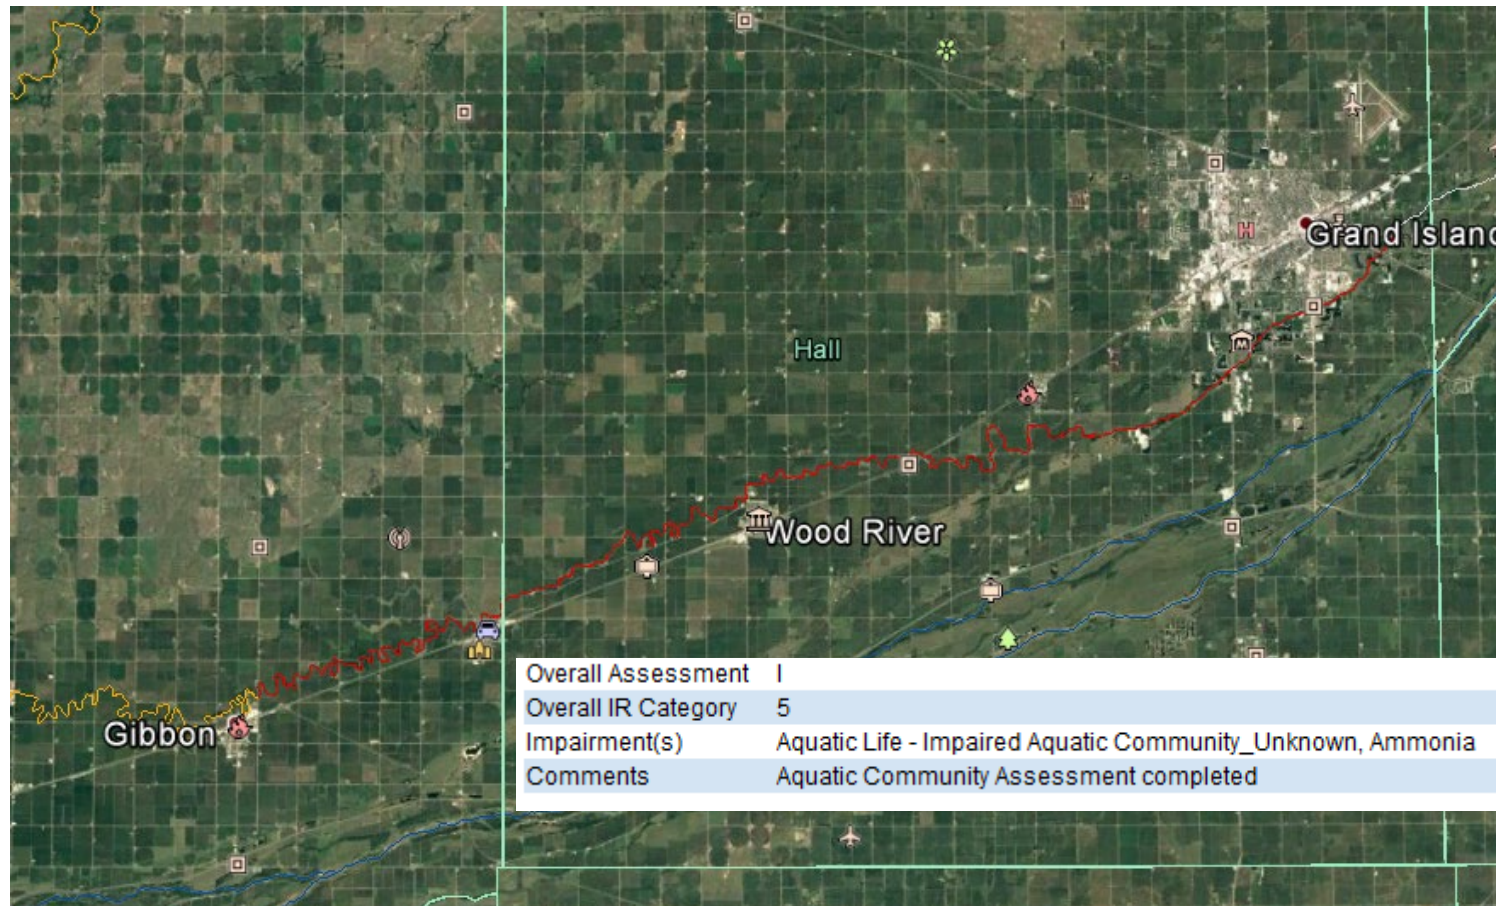 Grand Islanc
Hall
Wood River
Gibbon
Overall Assessment I
Overall IR Category 5
Impairment(s) Aquatic Life - Impaired Aquatic Community_Unknown, Ammonia
Comments Aquatic Community Assessment completed
H
M